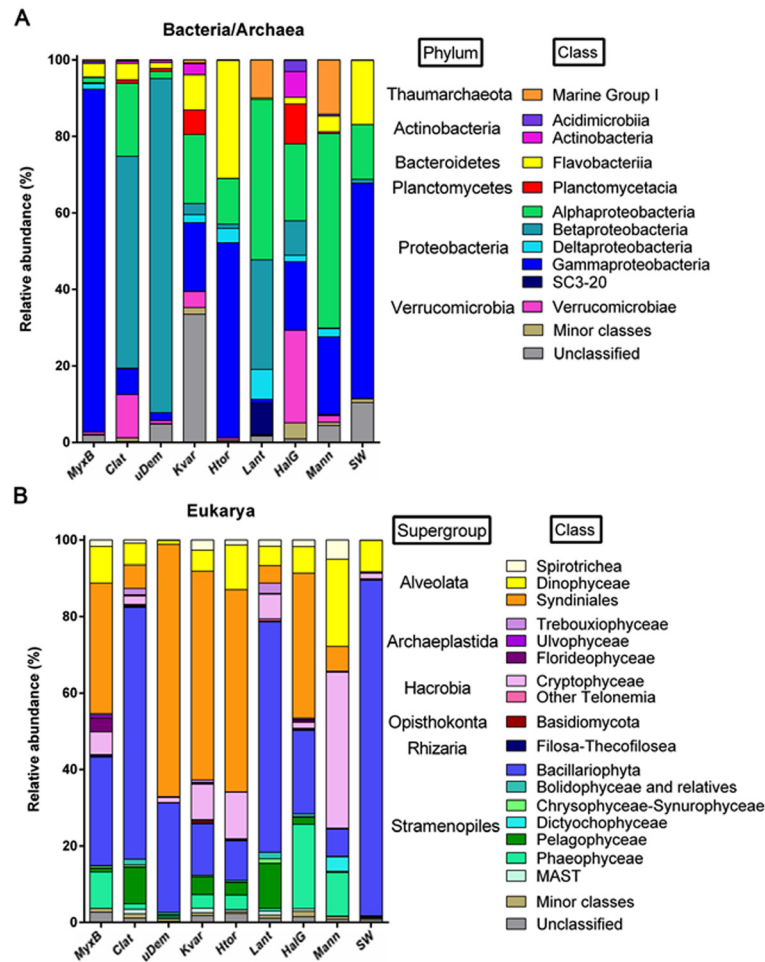 A
Bacteria/Archaea
Phylum
Class
Relative abundance (%)
100
80
60
40
20
0
MyxB
Clat
uDem
Kvar
Htor
Lant
HalG
Mann
SW
Thaumarchaeota
Marine Group I
Actinobacteria
Acidimicrobiia
Actinobacteria
Bacteroidetes
Flavobacteriia
Planctomycetes
Planctomycetacia
Proteobacteria
Alphaproteobacteria
Betaproteobacteria
Deltaproteobacteria
Gammaproteobacteria
SC3-20
Verrucomicrobia
Verrucomicrobiae
Minor classes
Unclassified
B
Eukarya
Supergroup
Class
Relative abundance (%)
100
80
60
40
20
0
MyxB
Clat
uDem
Kvar
Htor
Lant
HalG
Mann
SW
Alveolata
Spirotrichea
Dinophyceae
Syndiniales
Archaeplastida
Trebouxiophyceae
Ulvophyceae
Florideophyceae
Hacrobia
Cryptophyceae
Other Telonemia
Opisthokonta
Basidiomycota
Rhizaria
Filosa-Thecofilosea
Stramenopiles
Bacillariophyta
Bolidophyceae and relatives
Chrysophyceae-Synurophyceae
Dictyochophyceae
Pelagophyceae
Phaeophyceae
MAST
Minor classes
Unclassified